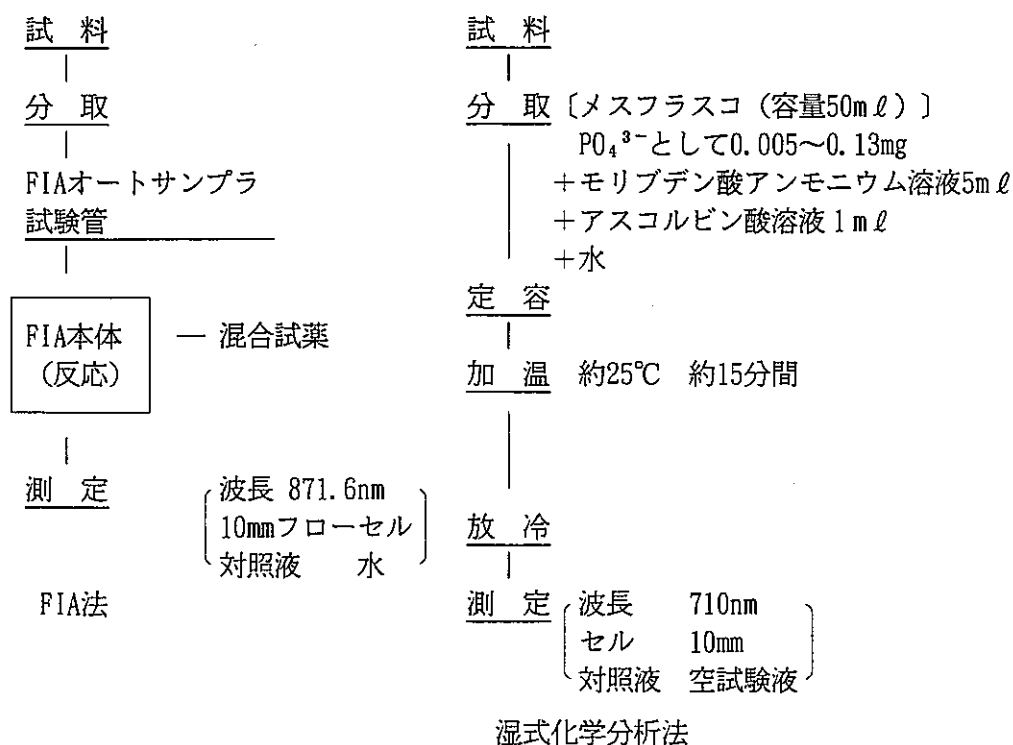 試 料
分 取
FIAオートサンプラ
試験管
FIA本体
(反応)
― 混合試薬
測 定
波長 871.6nm
10mmフローセル
対照液 水
FIA法
試 料
分 取〔メスフラスコ(容量50mℓ)〕
PO₄³⁻として0.005~0.13mg
+モリブデン酸アンモニウム溶液5mℓ
+アスコルビン酸溶液1mℓ
+水
定 容
加 温 約25℃ 約15分間
放 冷
測 定
波長 710nm
セル 10mm
対照液 空試験液
湿式化学分析法